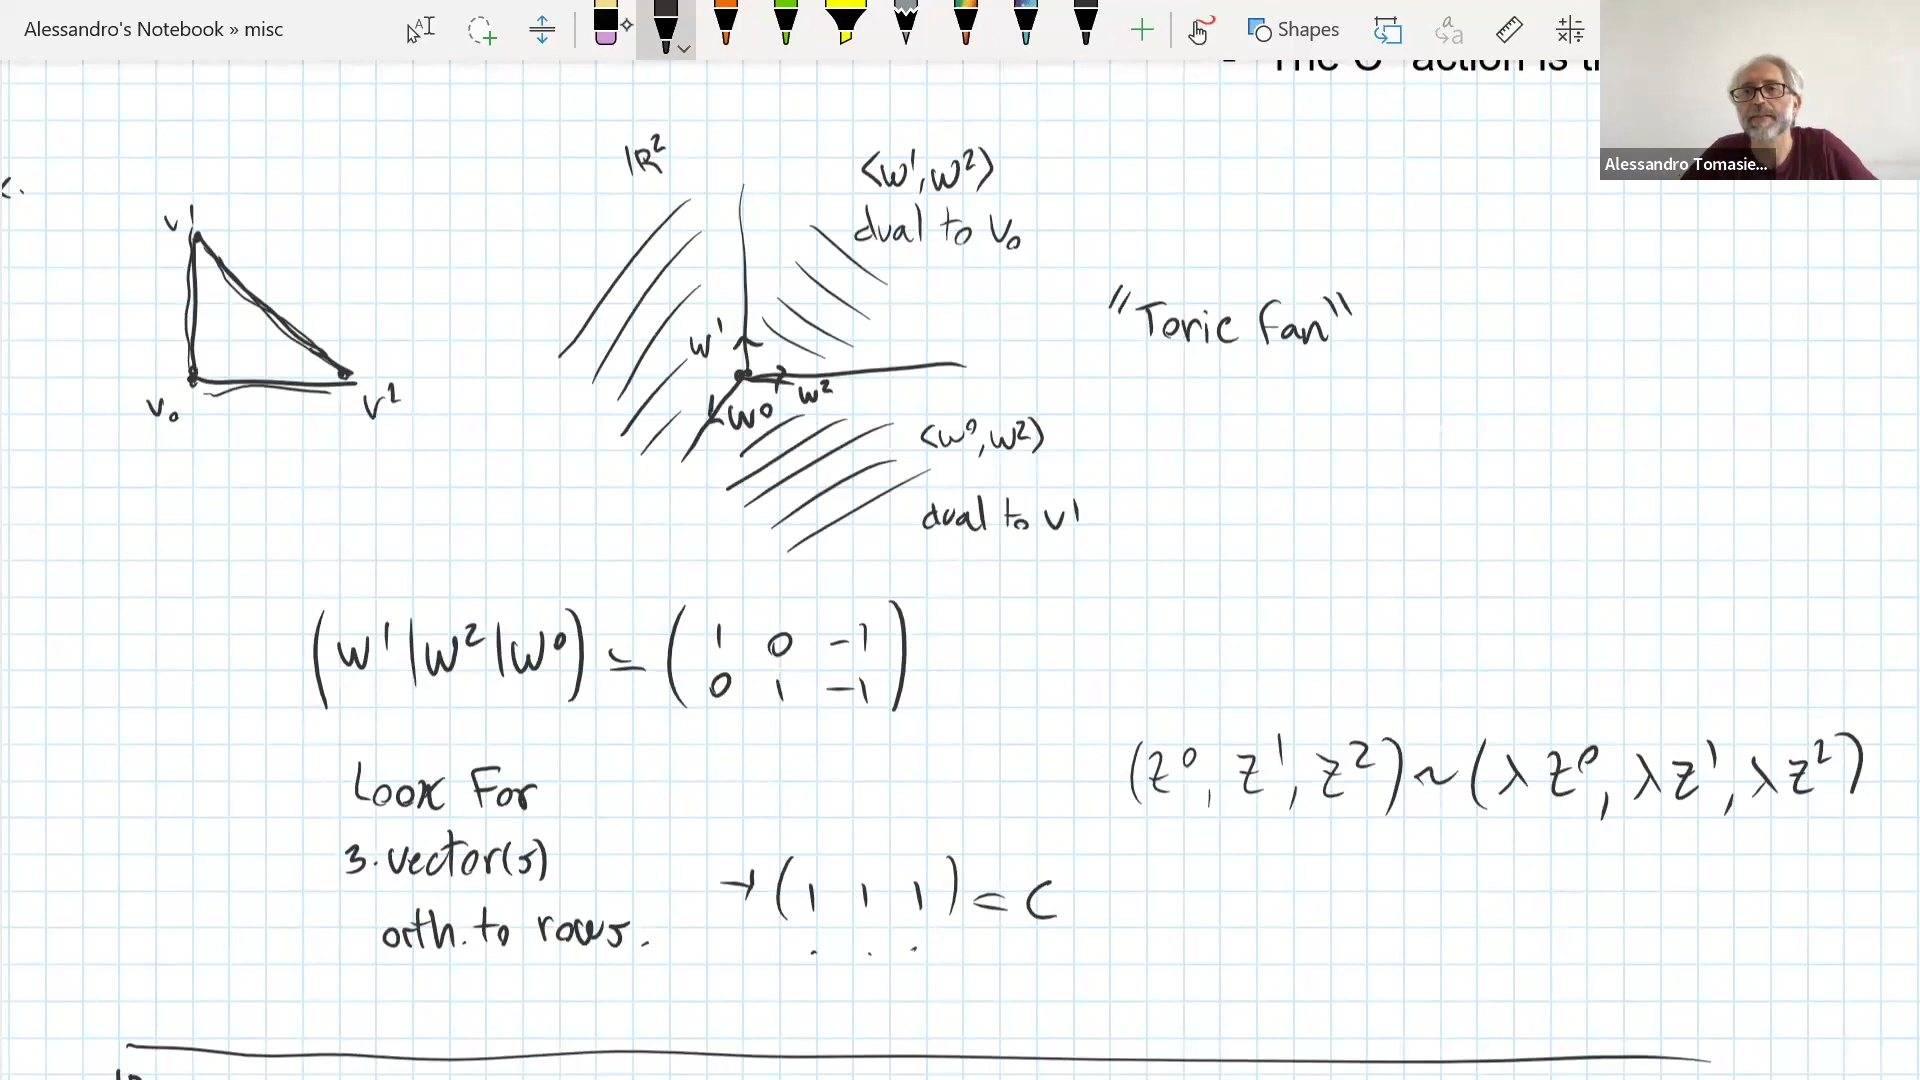 Alessandro's Notebook » misc
Shapes
Alessandro Tomasie...
ℝ²
⟨w¹, w²⟩
dual to v₀
v¹
v₀
v²
w¹
w²
w⁰
"Toric Fan"
⟨w⁰, w²⟩
dual to v¹
(w¹|w²|w⁰) = ( 1 0 -1
0 1 -1 )
(z⁰, z¹, z²) ~ (λz⁰, λz¹, λz²)
Look For
3-vector(s)
orth. to rows.
→ (1 1 1) = C